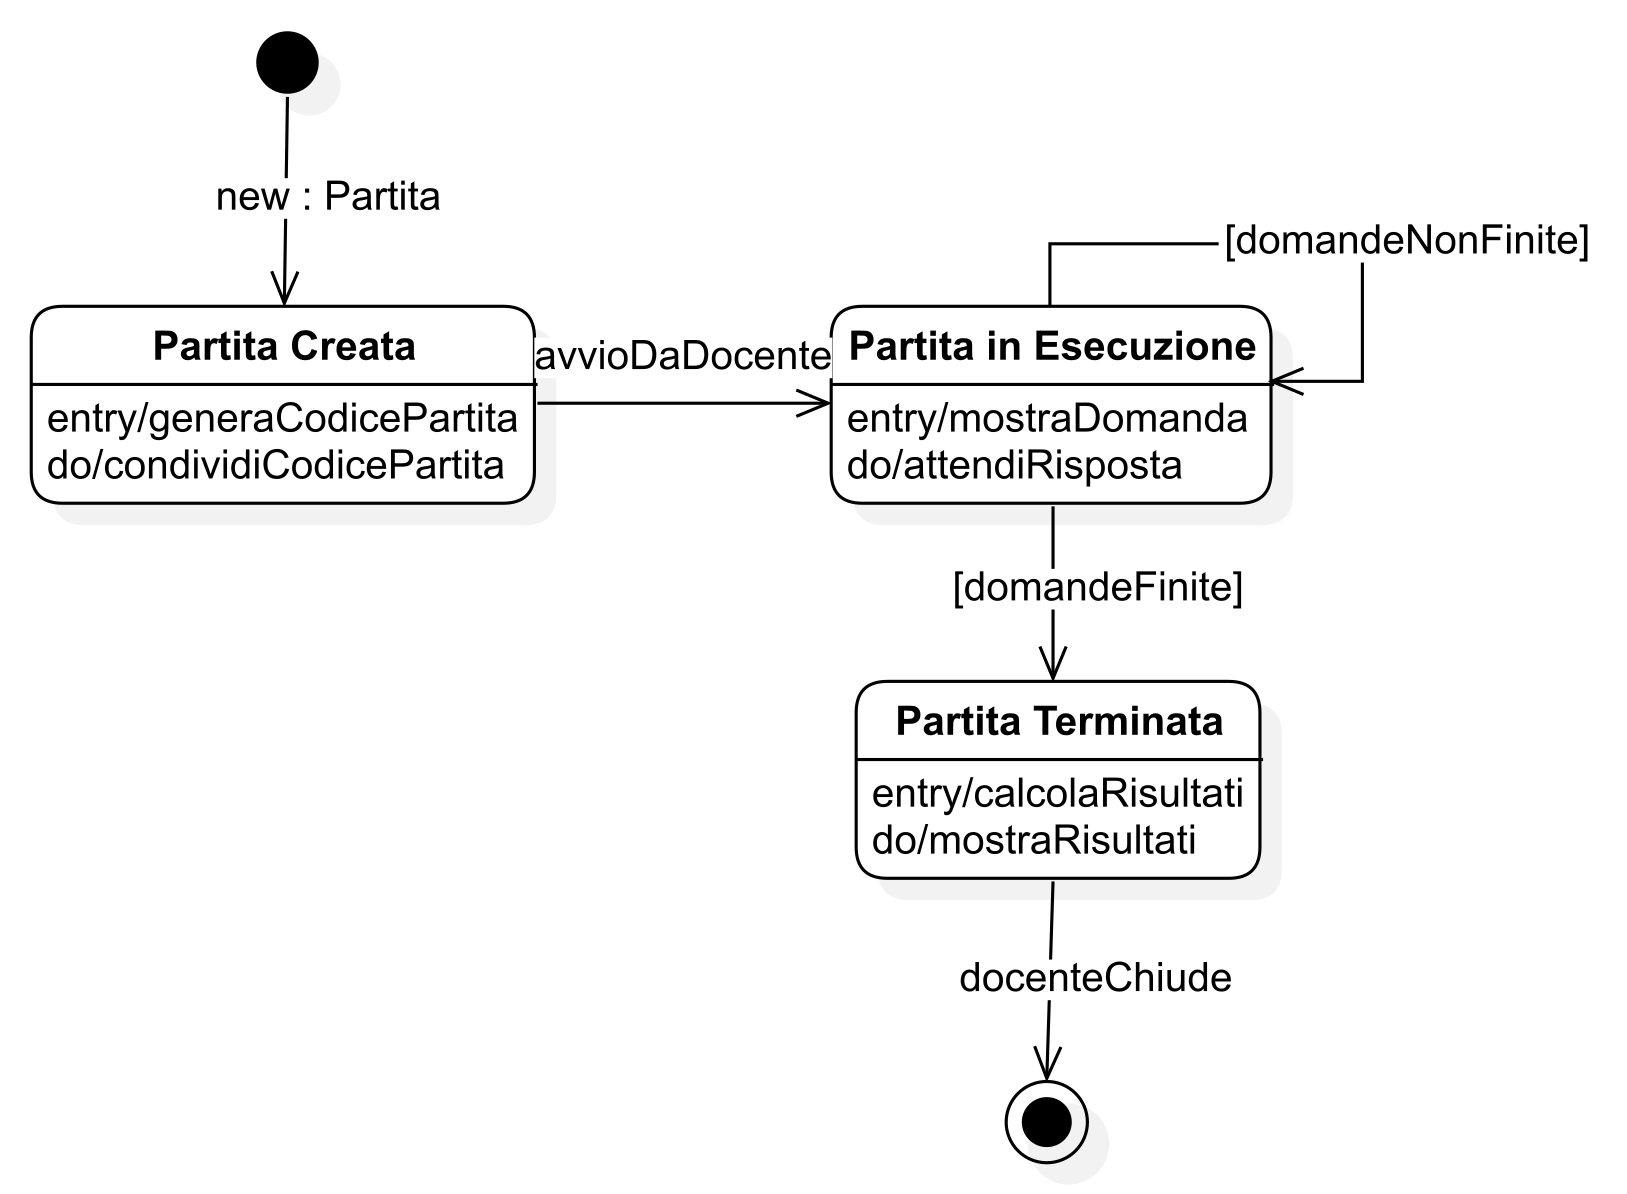 new : Partita
[domandeNonFinite]
Partita Creata
entry/generaCodicePartita
do/condividiCodicePartita
avvioDaDocente
Partita in Esecuzione
entry/mostraDomanda
do/attendiRisposta
[domandeFinite]
Partita Terminata
entry/calcolaRisultati
do/mostraRisultati
docenteChiude